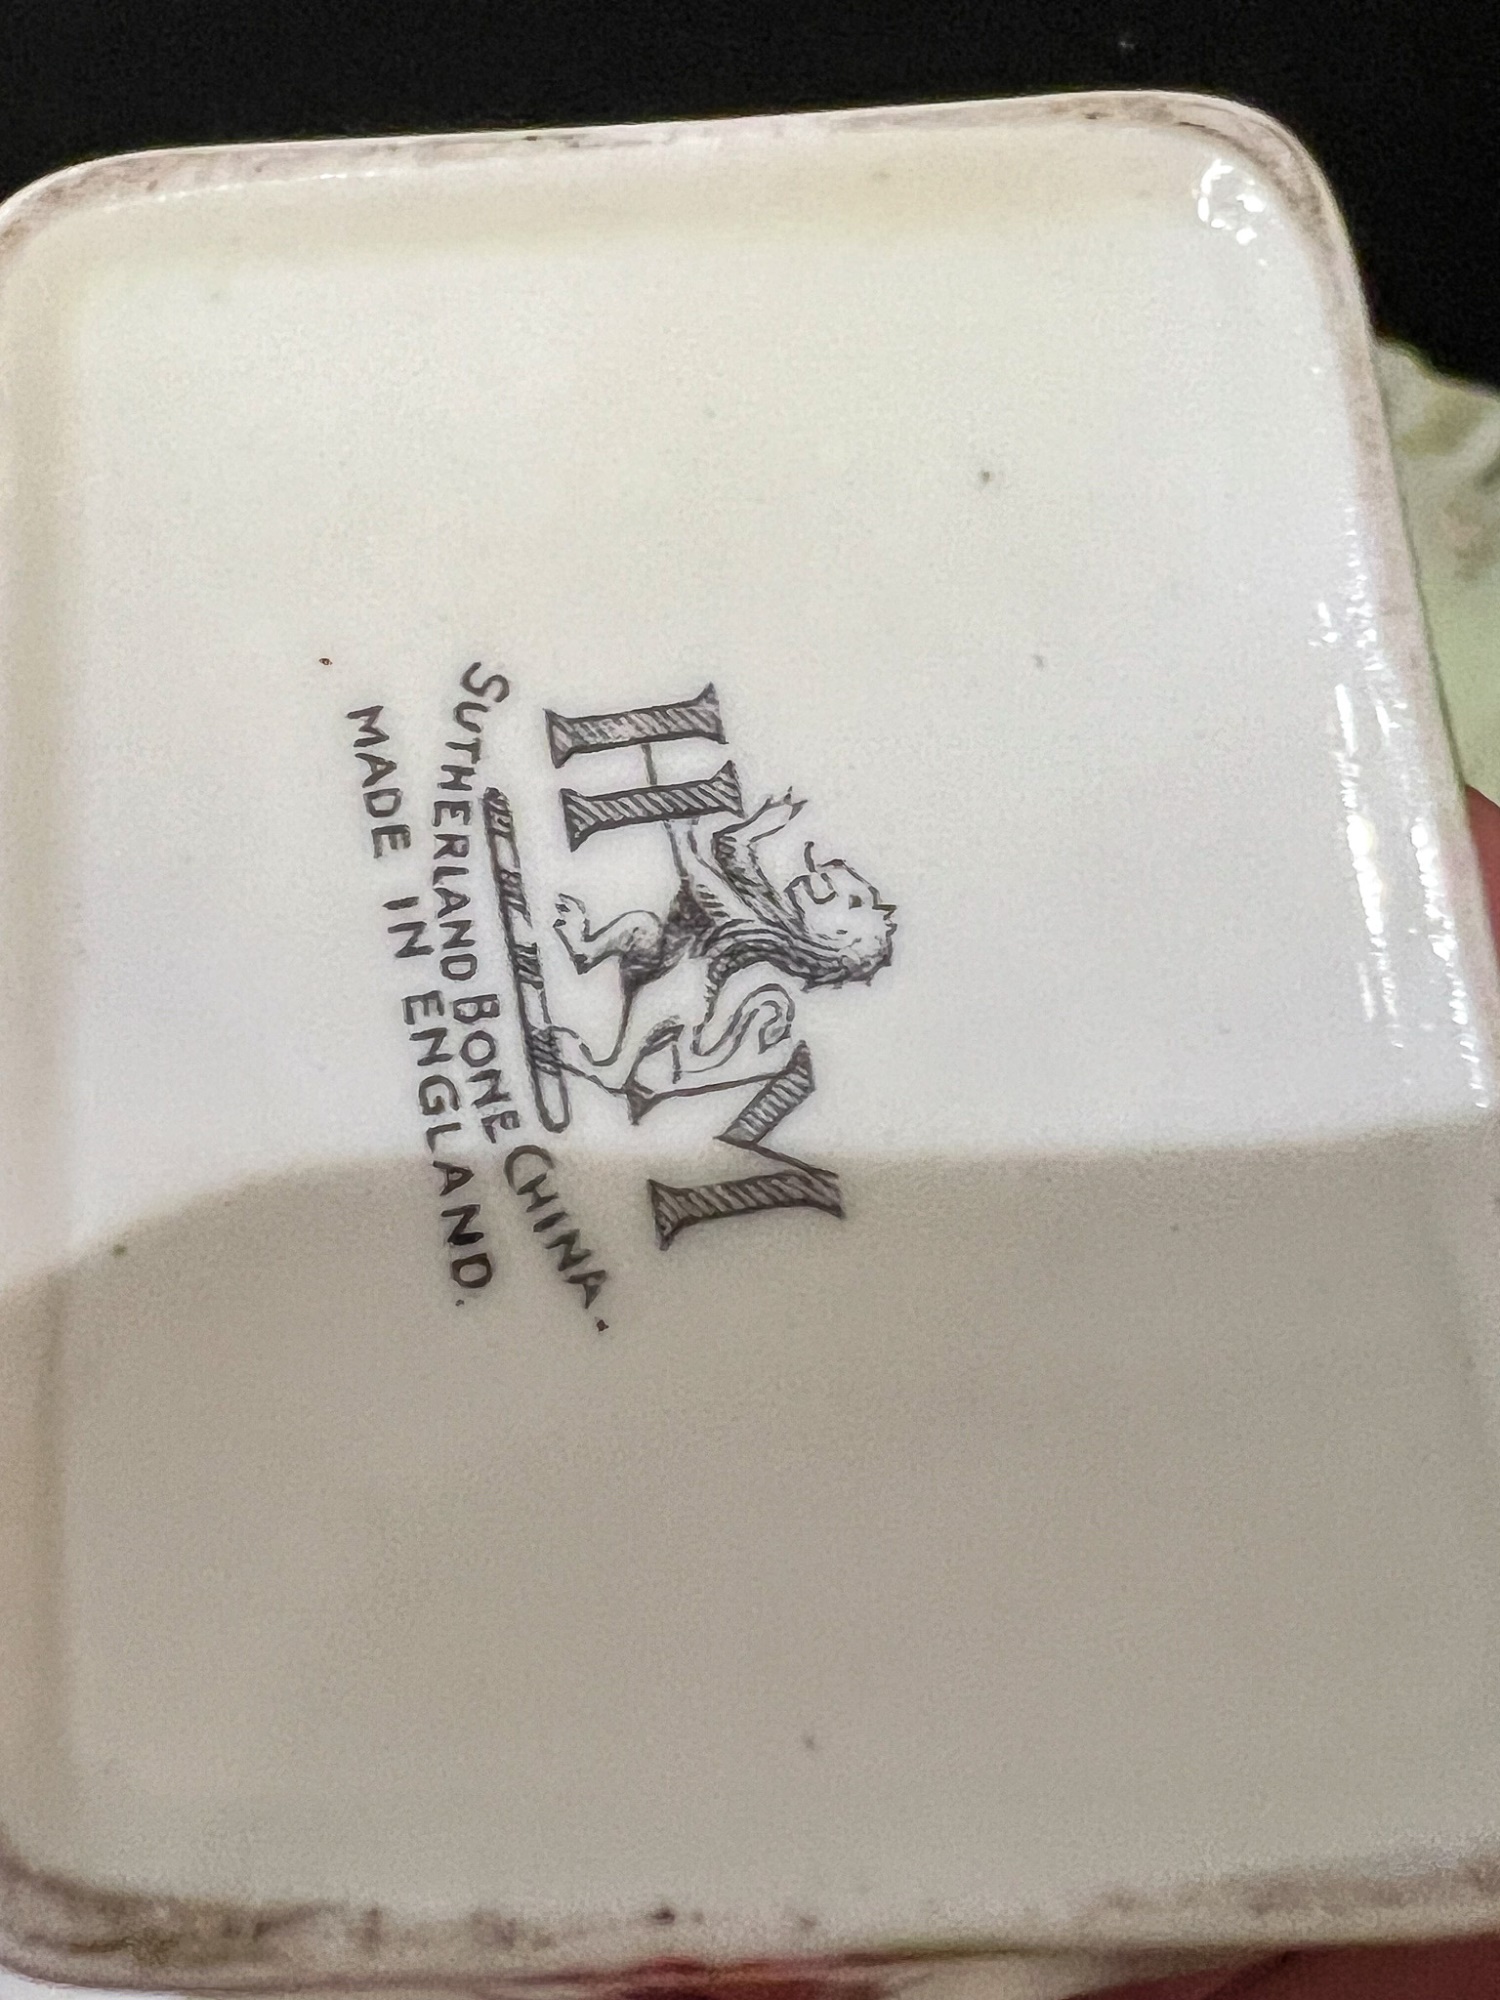 H M
SUTHERLAND BONE CHINA.
MADE IN ENGLAND.